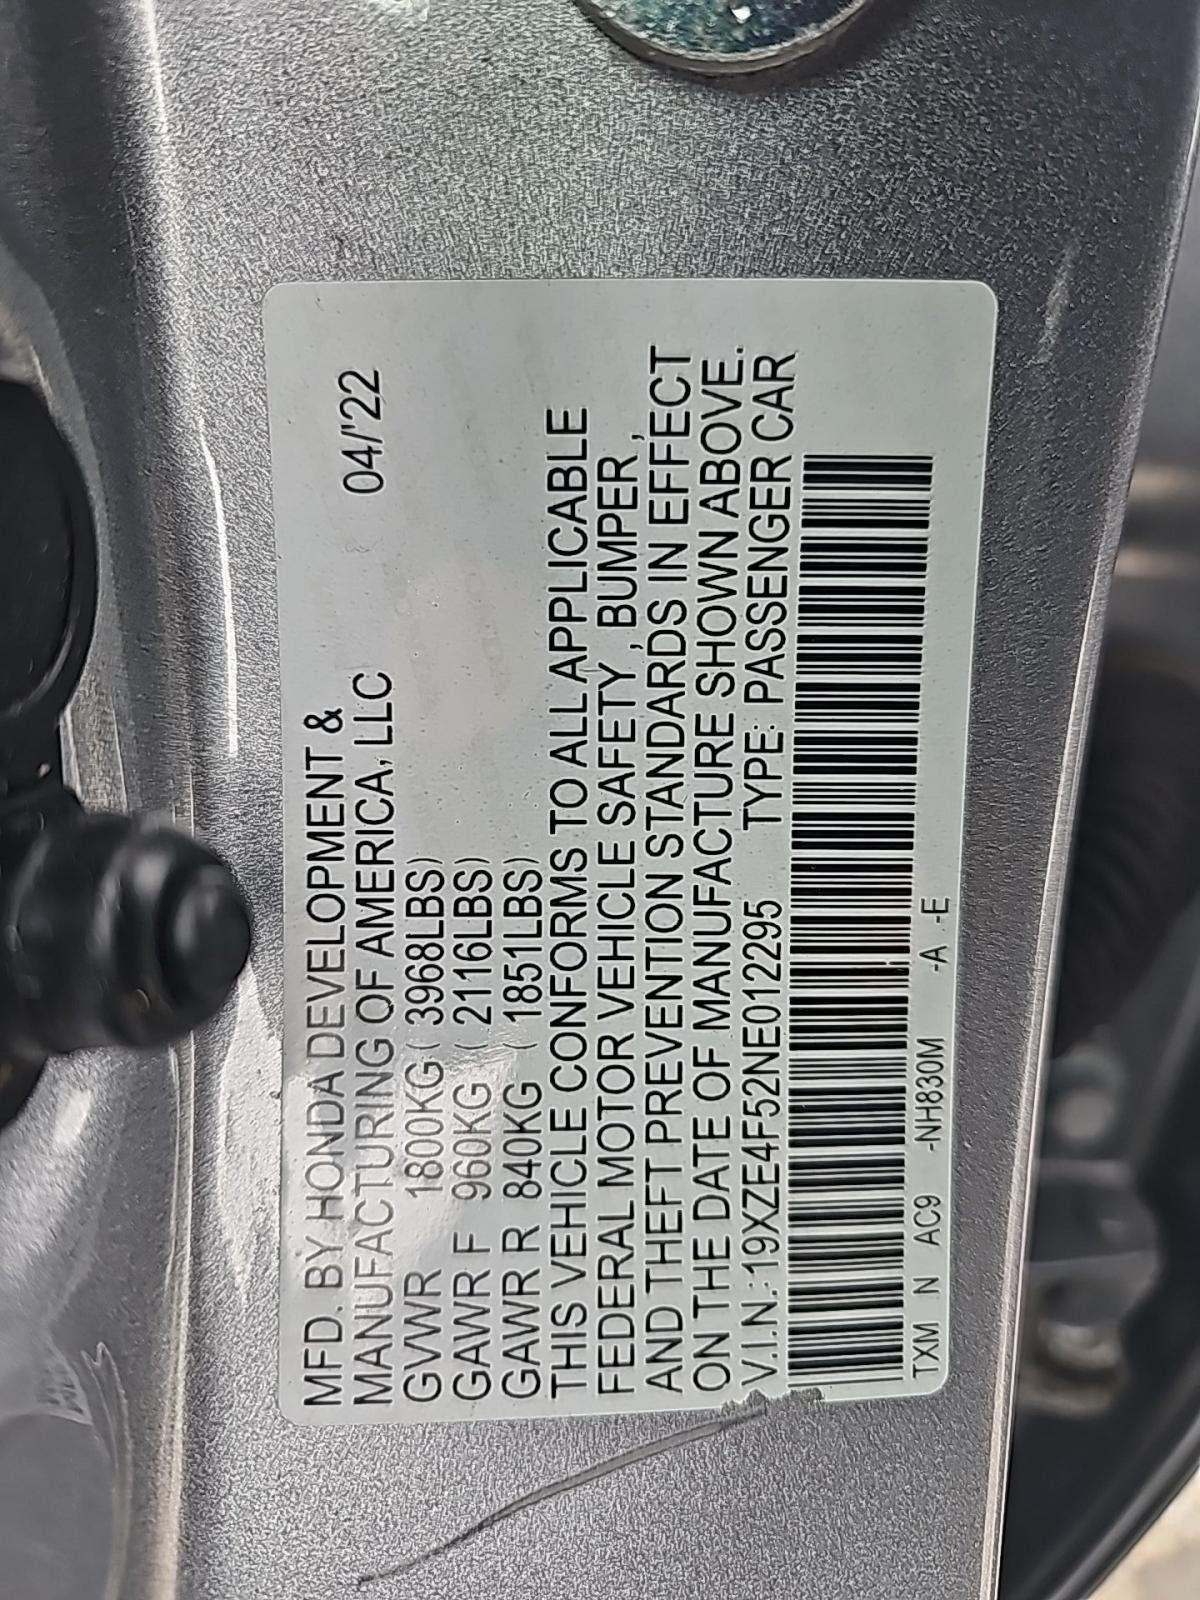 MFD. BY HONDA DEVELOPMENT &
MANUFACTURING OF AMERICA, LLC 04/'22
GVWR 1800KG ( 3968LBS)
GAWR F 960KG ( 2116LBS)
GAWR R 840KG ( 1851LBS)
THIS VEHICLE CONFORMS TO ALL APPLICABLE
FEDERAL MOTOR VEHICLE SAFETY, BUMPER,
AND THEFT PREVENTION STANDARDS IN EFFECT
ON THE DATE OF MANUFACTURE SHOWN ABOVE.
V.I.N.:19XZE4F52NE012295 TYPE: PASSENGER CAR
TXM N AC9 -NH830M -A -E